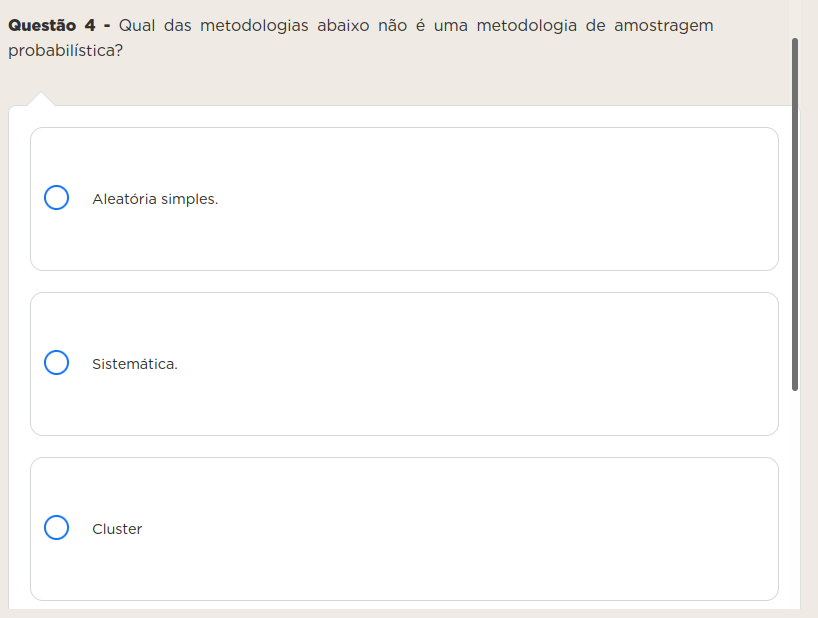 Questão 4 - Qual das metodologias abaixo não é uma metodologia de amostragem
probabilística?
Aleatória simples.
Sistemática.
Cluster